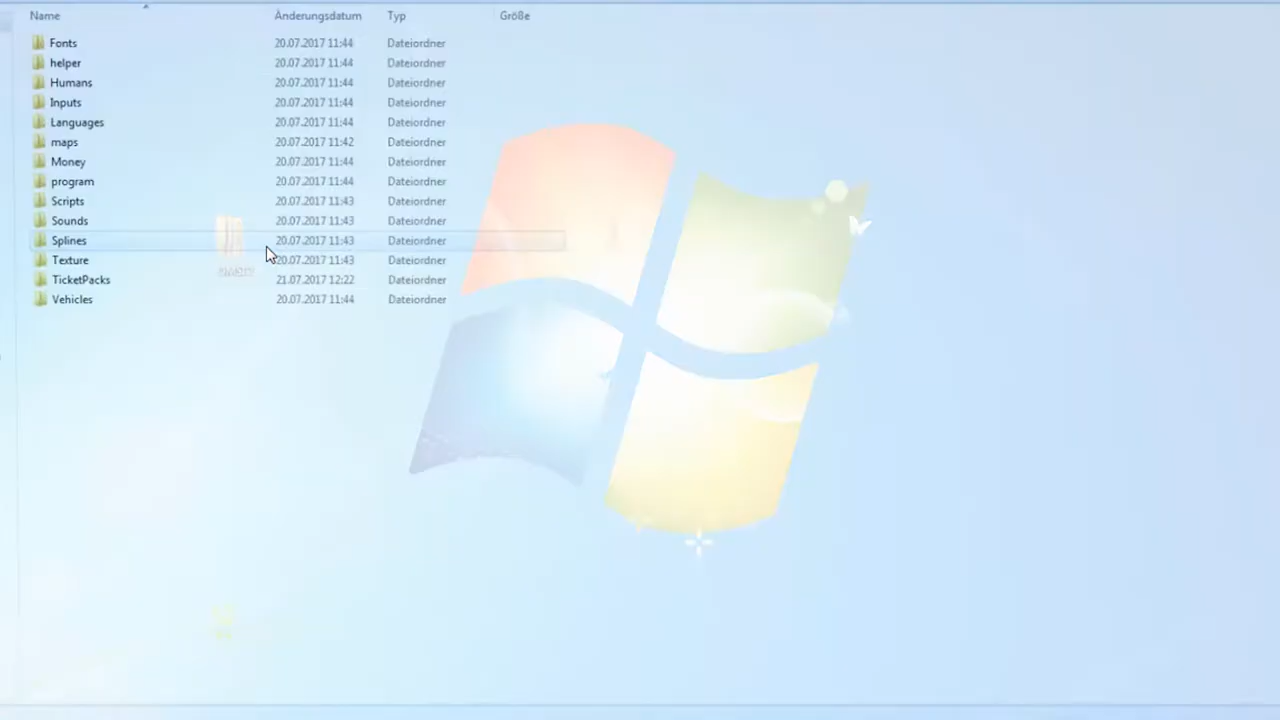 Name Änderungsdatum Typ Größe
Fonts 20.07.2017 11:44 Dateiordner
helper 20.07.2017 11:44 Dateiordner
Humans 20.07.2017 11:44 Dateiordner
Inputs 20.07.2017 11:44 Dateiordner
Languages 20.07.2017 11:44 Dateiordner
maps 20.07.2017 11:42 Dateiordner
Money 20.07.2017 11:44 Dateiordner
program 20.07.2017 11:44 Dateiordner
Scripts 20.07.2017 11:43 Dateiordner
Sounds 20.07.2017 11:43 Dateiordner
Splines 20.07.2017 11:43 Dateiordner
Texture 20.07.2017 11:43 Dateiordner
TicketPacks 21.07.2017 12:22 Dateiordner
Vehicles 20.07.2017 11:44 Dateiordner